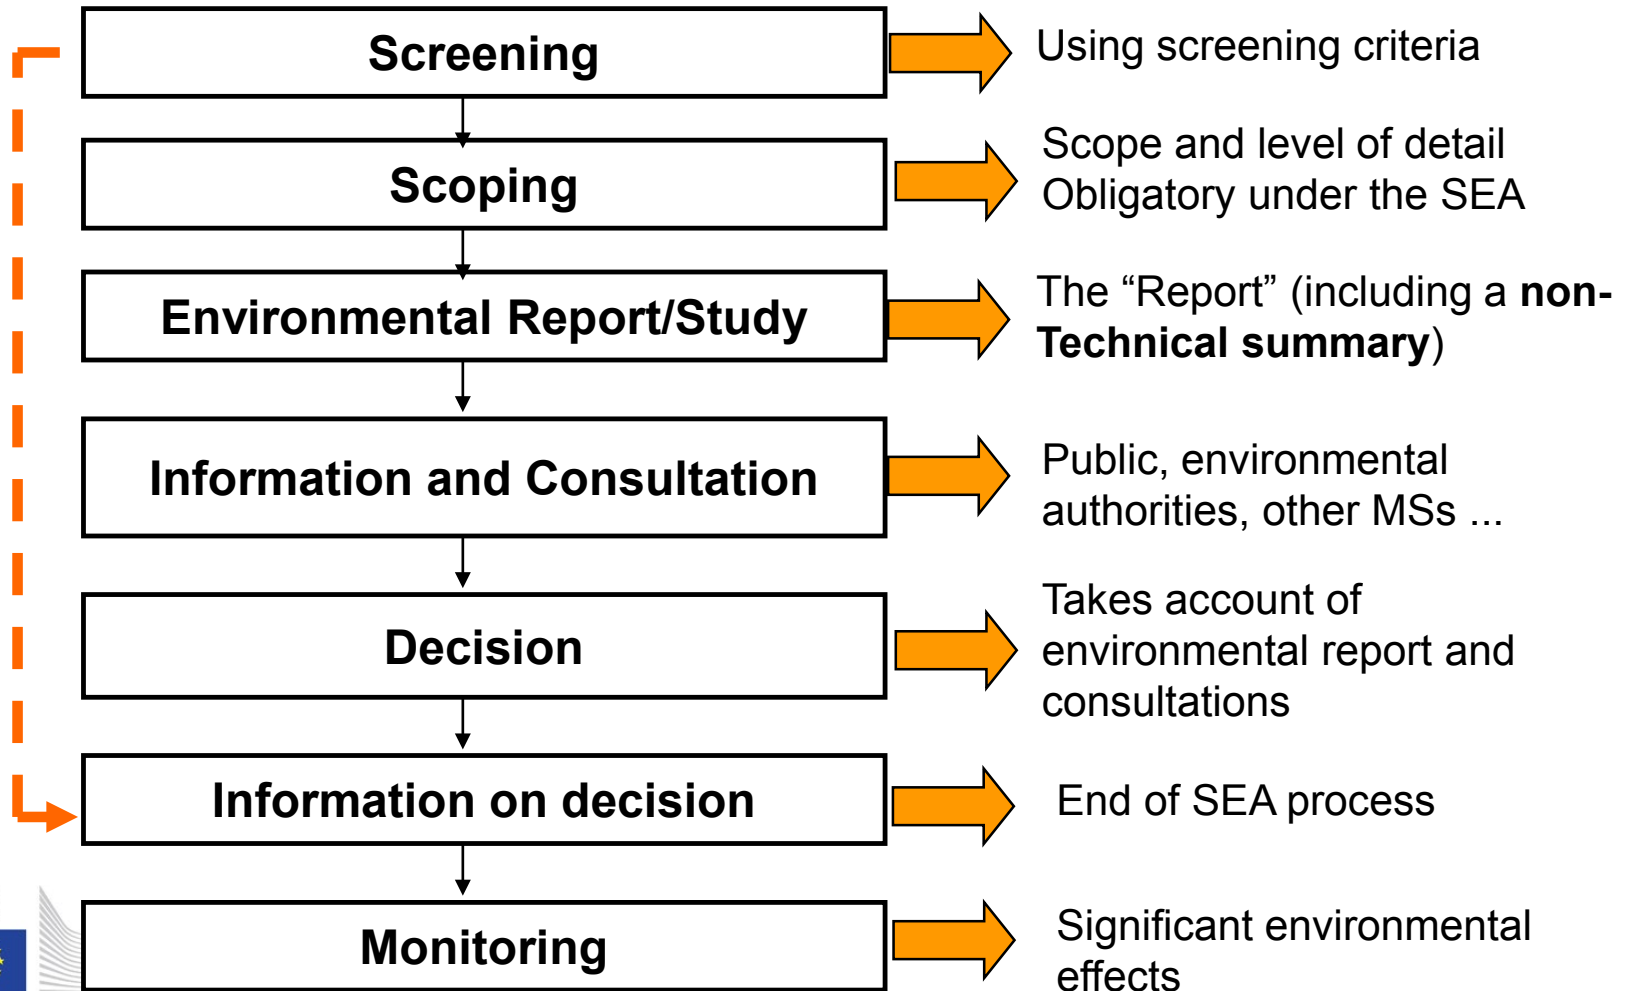 Screening
Using screening criteria
Scoping
Scope and level of detail
Obligatory under the SEA
Environmental Report/Study
The “Report” (including a non-
Technical summary)
Information and Consultation
Public, environmental
authorities, other MSs ...
Decision
Takes account of
environmental report and
consultations
Information on decision
End of SEA process
Monitoring
Significant environmental
effects